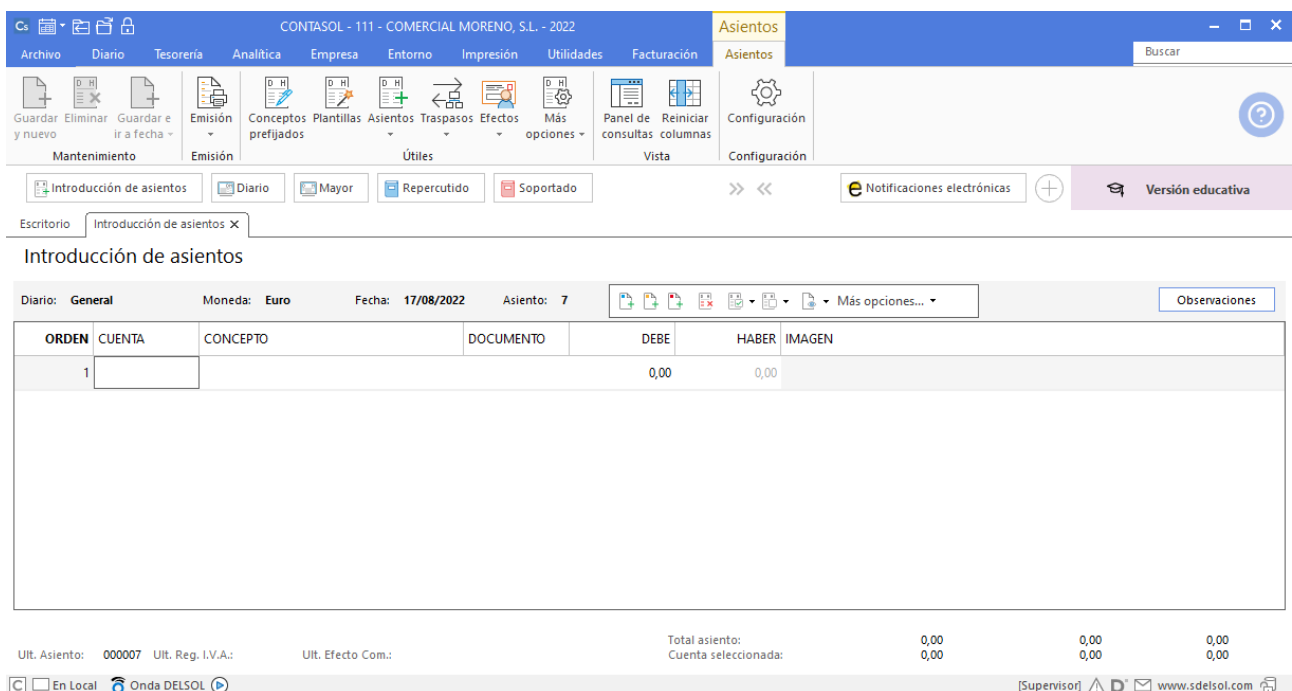 Cs CONTASOL - 111 - COMERCIAL MORENO, S.L. - 2022 Asientos
Archivo Diario Tesorería Analítica Empresa Entorno Impresión Utilidades Facturación Asientos Buscar
Guardar y nuevo Eliminar Guardar e ir a fecha Emisión Conceptos prefijados Plantillas Asientos Traspasos Efectos Más opciones Panel de consultas Reiniciar columnas Configuración
Mantenimiento Emisión Útiles Vista Configuración
Introducción de asientos Diario Mayor Repercutido Soportado Notificaciones electrónicas Versión educativa
Escritorio Introducción de asientos
Introducción de asientos
Diario: General Moneda: Euro Fecha: 17/08/2022 Asiento: 7 Más opciones... Observaciones
ORDEN CUENTA CONCEPTO DOCUMENTO DEBE HABER IMAGEN
1 0,00 0,00
Total asiento: 0,00 0,00 0,00
Ult. Asiento: 000007 Ult. Reg. I.V.A.: Ult. Efecto Com.: Cuenta seleccionada: 0,00 0,00 0,00
C En Local Onda DELSOL [Supervisor] D www.sdelsol.com